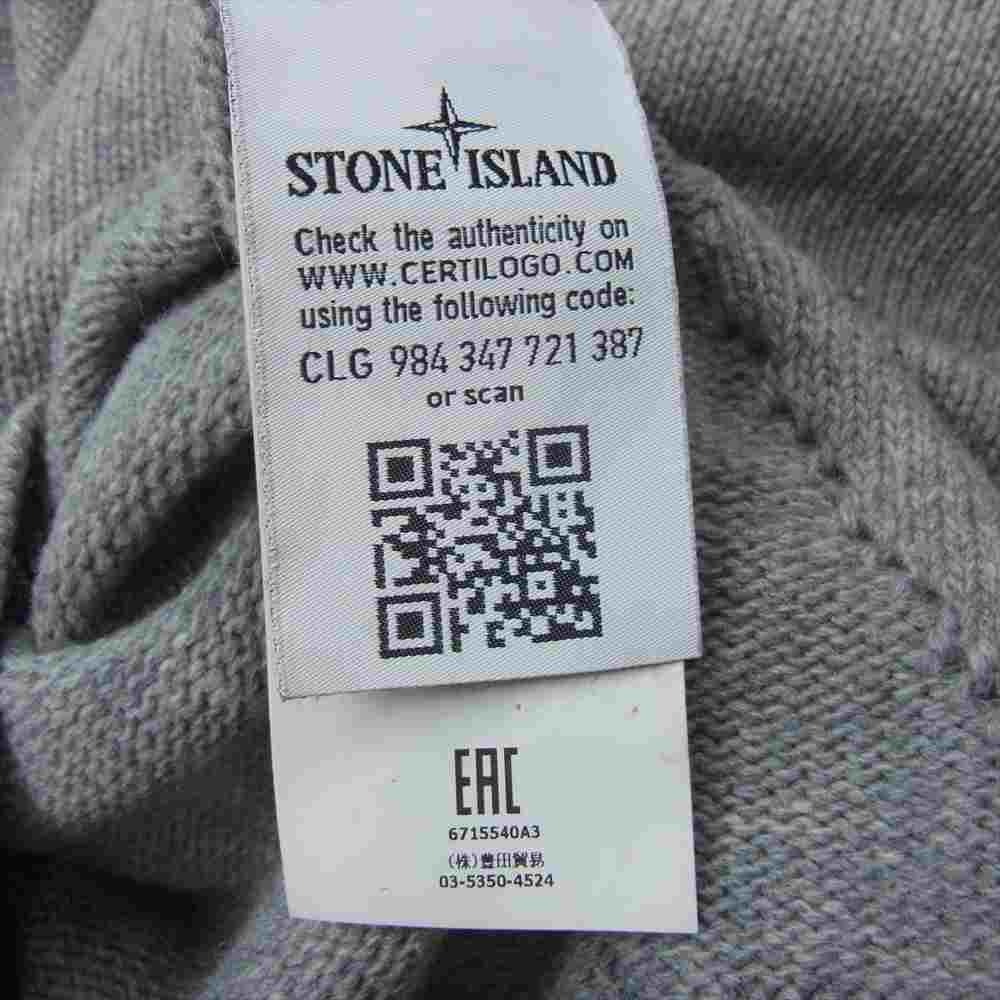 STONE ISLAND
Check the authenticity on
WWW.CERTILOGO.COM
using the following code:
CLG 984 347 721 387
or scan
EAC
6715540A3
(株)豊田貿易
03-5350-4524